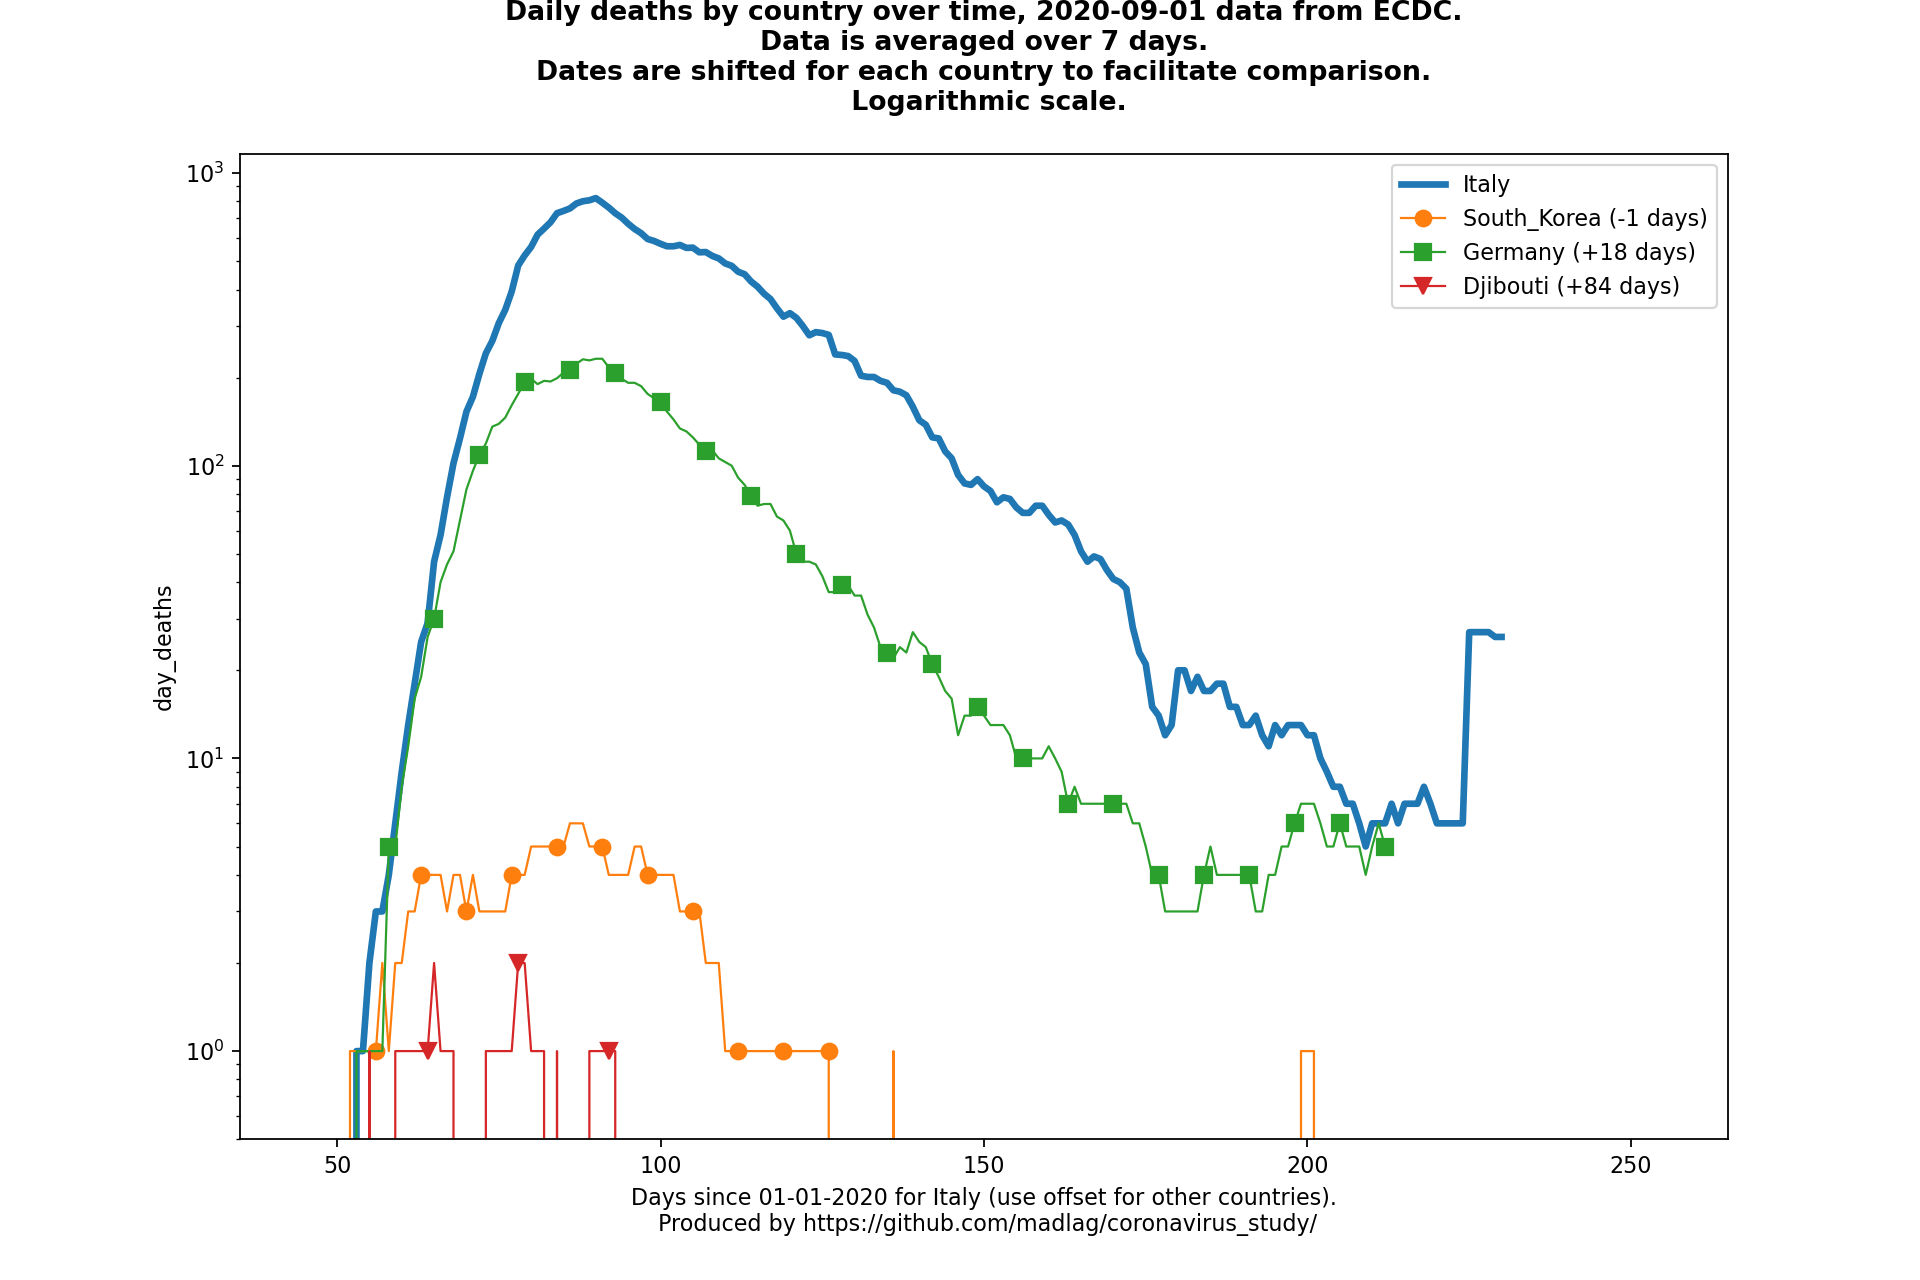 Daily deaths by country over time, 2020-09-01 data from ECDC.
Data is averaged over 7 days.
Dates are shifted for each country to facilitate comparison.
Logarithmic scale.
10³
10²
10¹
10⁰
day_deaths
Italy
South_Korea (-1 days)
Germany (+18 days)
Djibouti (+84 days)
50 100 150 200 250
Days since 01-01-2020 for Italy (use offset for other countries).
Produced by https://github.com/madlag/coronavirus_study/